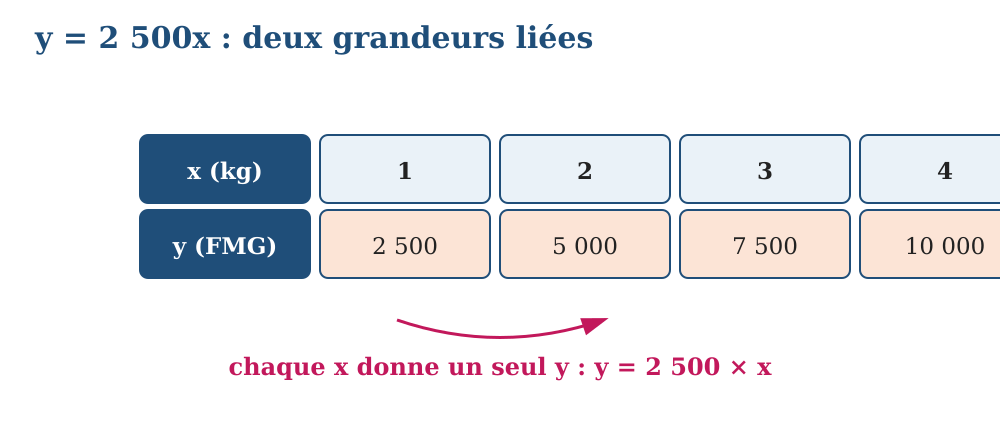 y = 2 500x : deux grandeurs liées
x (kg) 1 2 3 4
y (FMG) 2 500 5 000 7 500 10 000
chaque x donne un seul y : y = 2 500 × x